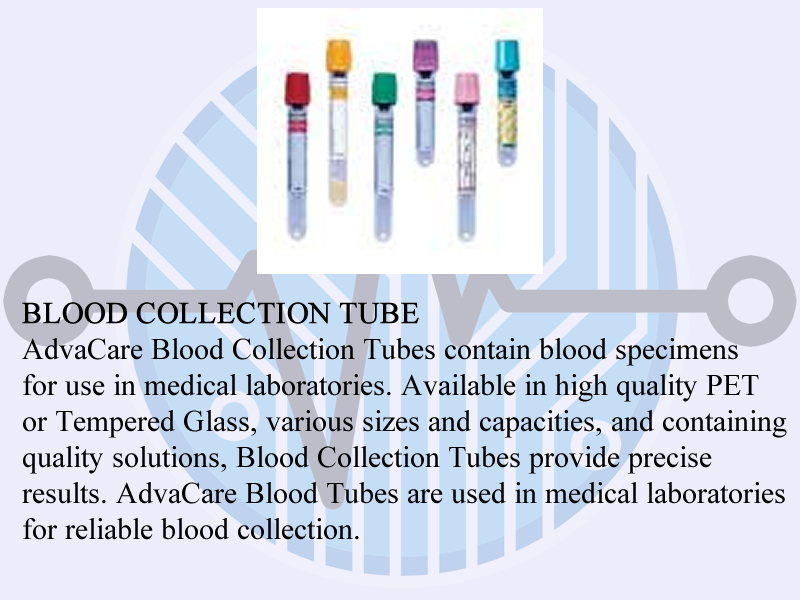 BLOOD COLLECTION TUBE
AdvaCare Blood Collection Tubes contain blood specimens
for use in medical laboratories. Available in high quality PET
or Tempered Glass, various sizes and capacities, and containing
quality solutions, Blood Collection Tubes provide precise
results. AdvaCare Blood Tubes are used in medical laboratories
for reliable blood collection.